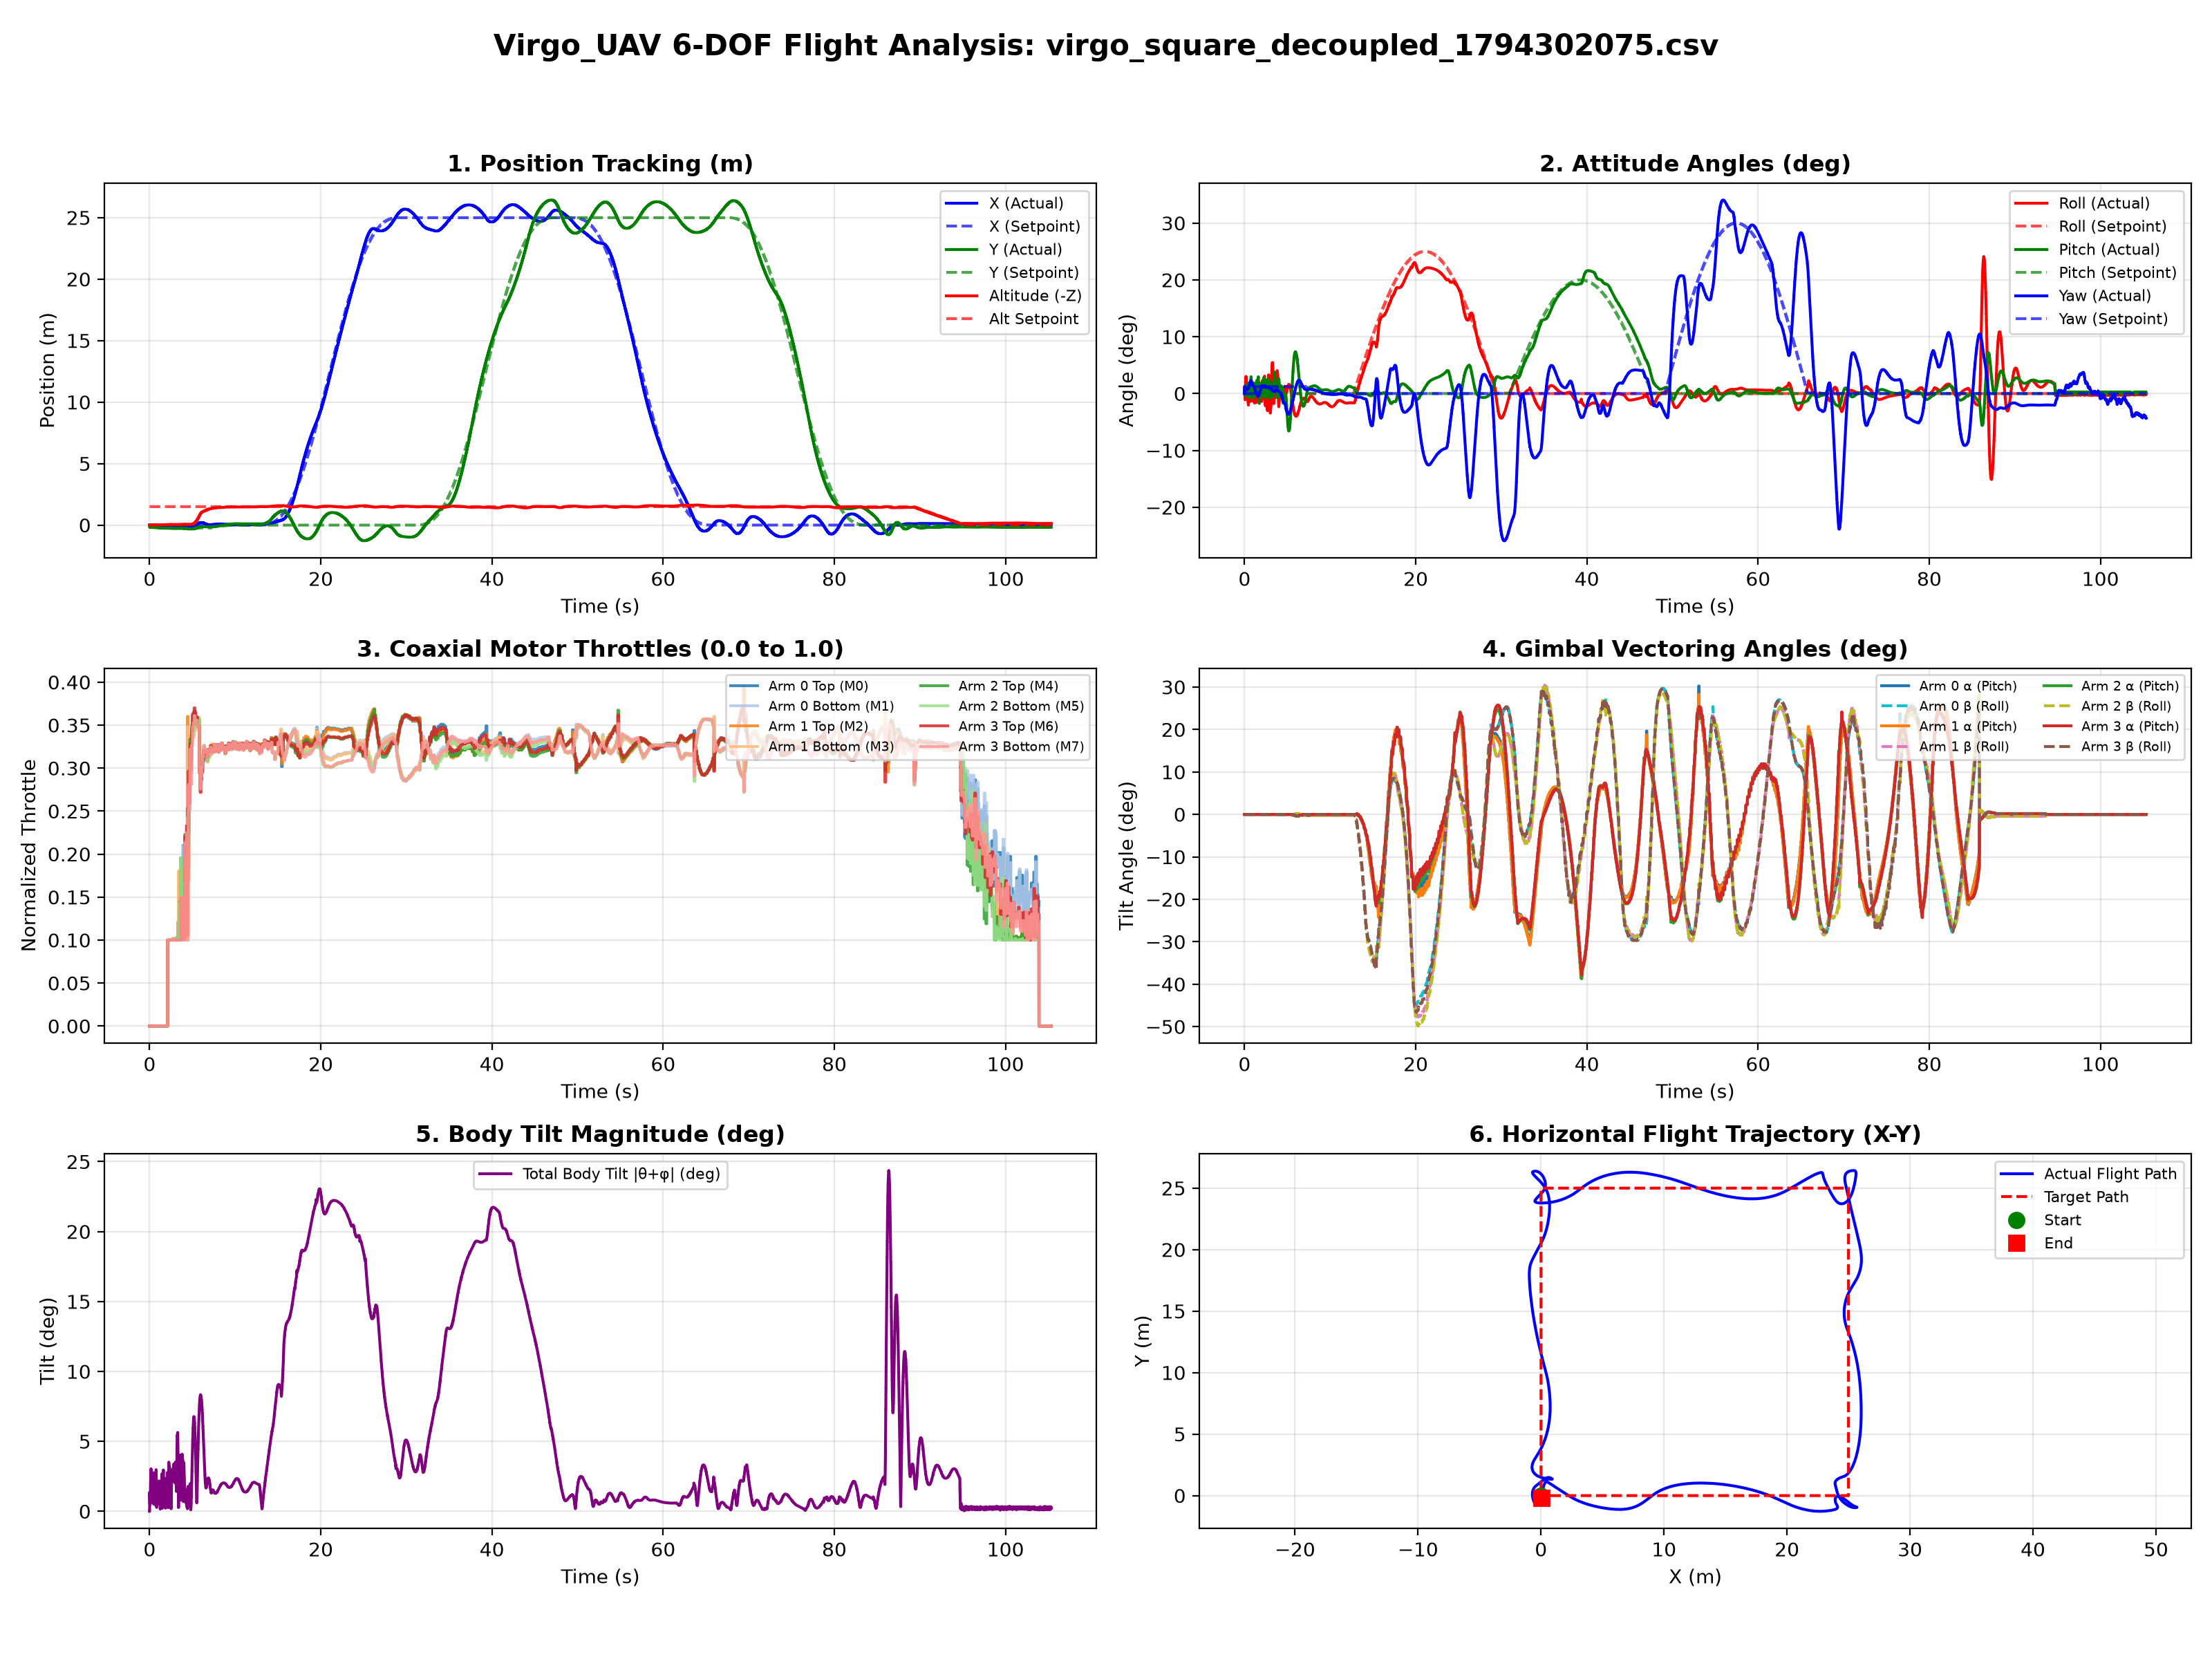 Virgo_UAV 6-DOF Flight Analysis: virgo_square_decoupled_1794302075.csv
1. Position Tracking (m)
Position (m)
25
20
15
10
5
0
X (Actual)
X (Setpoint)
Y (Actual)
Y (Setpoint)
Altitude (-Z)
Alt Setpoint
0 20 40 60 80 100
Time (s)
2. Attitude Angles (deg)
Angle (deg)
30
20
10
0
−10
−20
Roll (Actual)
Roll (Setpoint)
Pitch (Actual)
Pitch (Setpoint)
Yaw (Actual)
Yaw (Setpoint)
0 20 40 60 80 100
Time (s)
3. Coaxial Motor Throttles (0.0 to 1.0)
Normalized Throttle
0.40
0.35
0.30
0.25
0.20
0.15
0.10
0.05
0.00
Arm 0 Top (M0)
Arm 0 Bottom (M1)
Arm 1 Top (M2)
Arm 1 Bottom (M3)
Arm 2 Top (M4)
Arm 2 Bottom (M5)
Arm 3 Top (M6)
Arm 3 Bottom (M7)
0 20 40 60 80 100
Time (s)
4. Gimbal Vectoring Angles (deg)
Tilt Angle (deg)
30
20
10
0
−10
−20
−30
−40
−50
Arm 0 α (Pitch)
Arm 0 β (Roll)
Arm 1 α (Pitch)
Arm 1 β (Roll)
Arm 2 α (Pitch)
Arm 2 β (Roll)
Arm 3 α (Pitch)
Arm 3 β (Roll)
0 20 40 60 80 100
Time (s)
5. Body Tilt Magnitude (deg)
Tilt (deg)
25
20
15
10
5
0
Total Body Tilt |θ+φ| (deg)
0 20 40 60 80 100
Time (s)
6. Horizontal Flight Trajectory (X-Y)
Y (m)
25
20
15
10
5
0
Actual Flight Path
Target Path
Start
End
−20 −10 0 10 20 30 40 50
X (m)